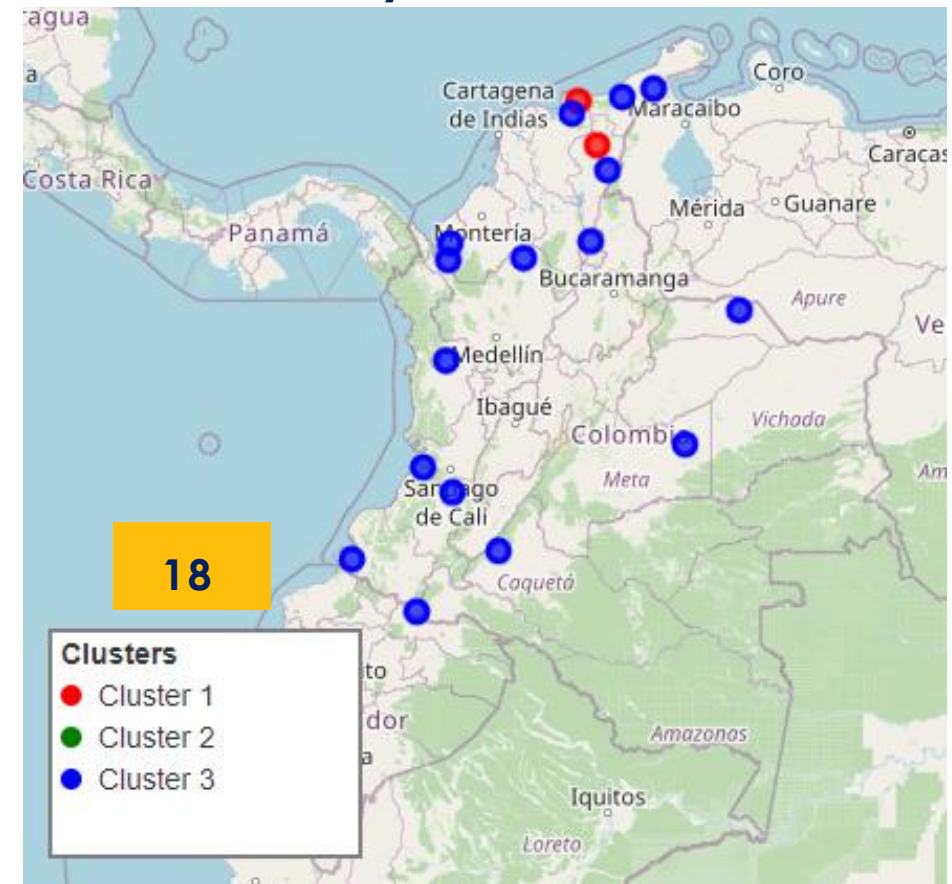 agua
a
Coro
Cartagena
de Indias
Maracaibo
Caracas
Costa Rica
Mérida
Guanare
Panamá
Montería
Bucaramanga
Apure
Ve
Medellín
Ibagué
Vichada
Colombi
Meta
Am
Santiago
de Cali
18
Caquetá
Clusters
Cluster 1
Cluster 2
Cluster 3
to
dor
a
Amazonas
Iquitos
Loreto